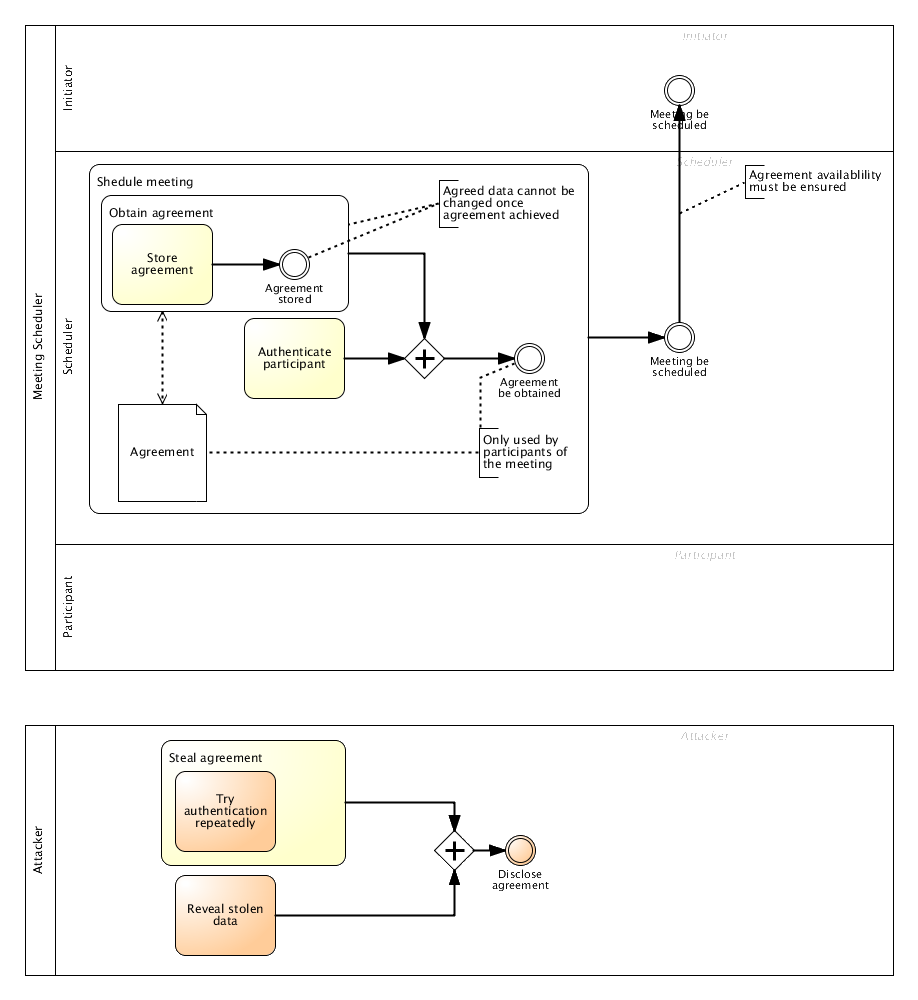 Initiator
Initiator
Meeting be
scheduled
Meeting Scheduler
Scheduler
Scheduler
Shedule meeting
Obtain agreement
Store
agreement
Agreement
stored
Agreed data cannot be
changed once
agreement achieved
Agreement availablility
must be ensured
Authenticate
participant
Agreement
be obtained
Meeting be
scheduled
Agreement
Only used by
participants of
the meeting
Participant
Participant
Attacker
Attacker
Steal agreement
Try
authentication
repeatedly
Disclose
agreement
Reveal stolen
data